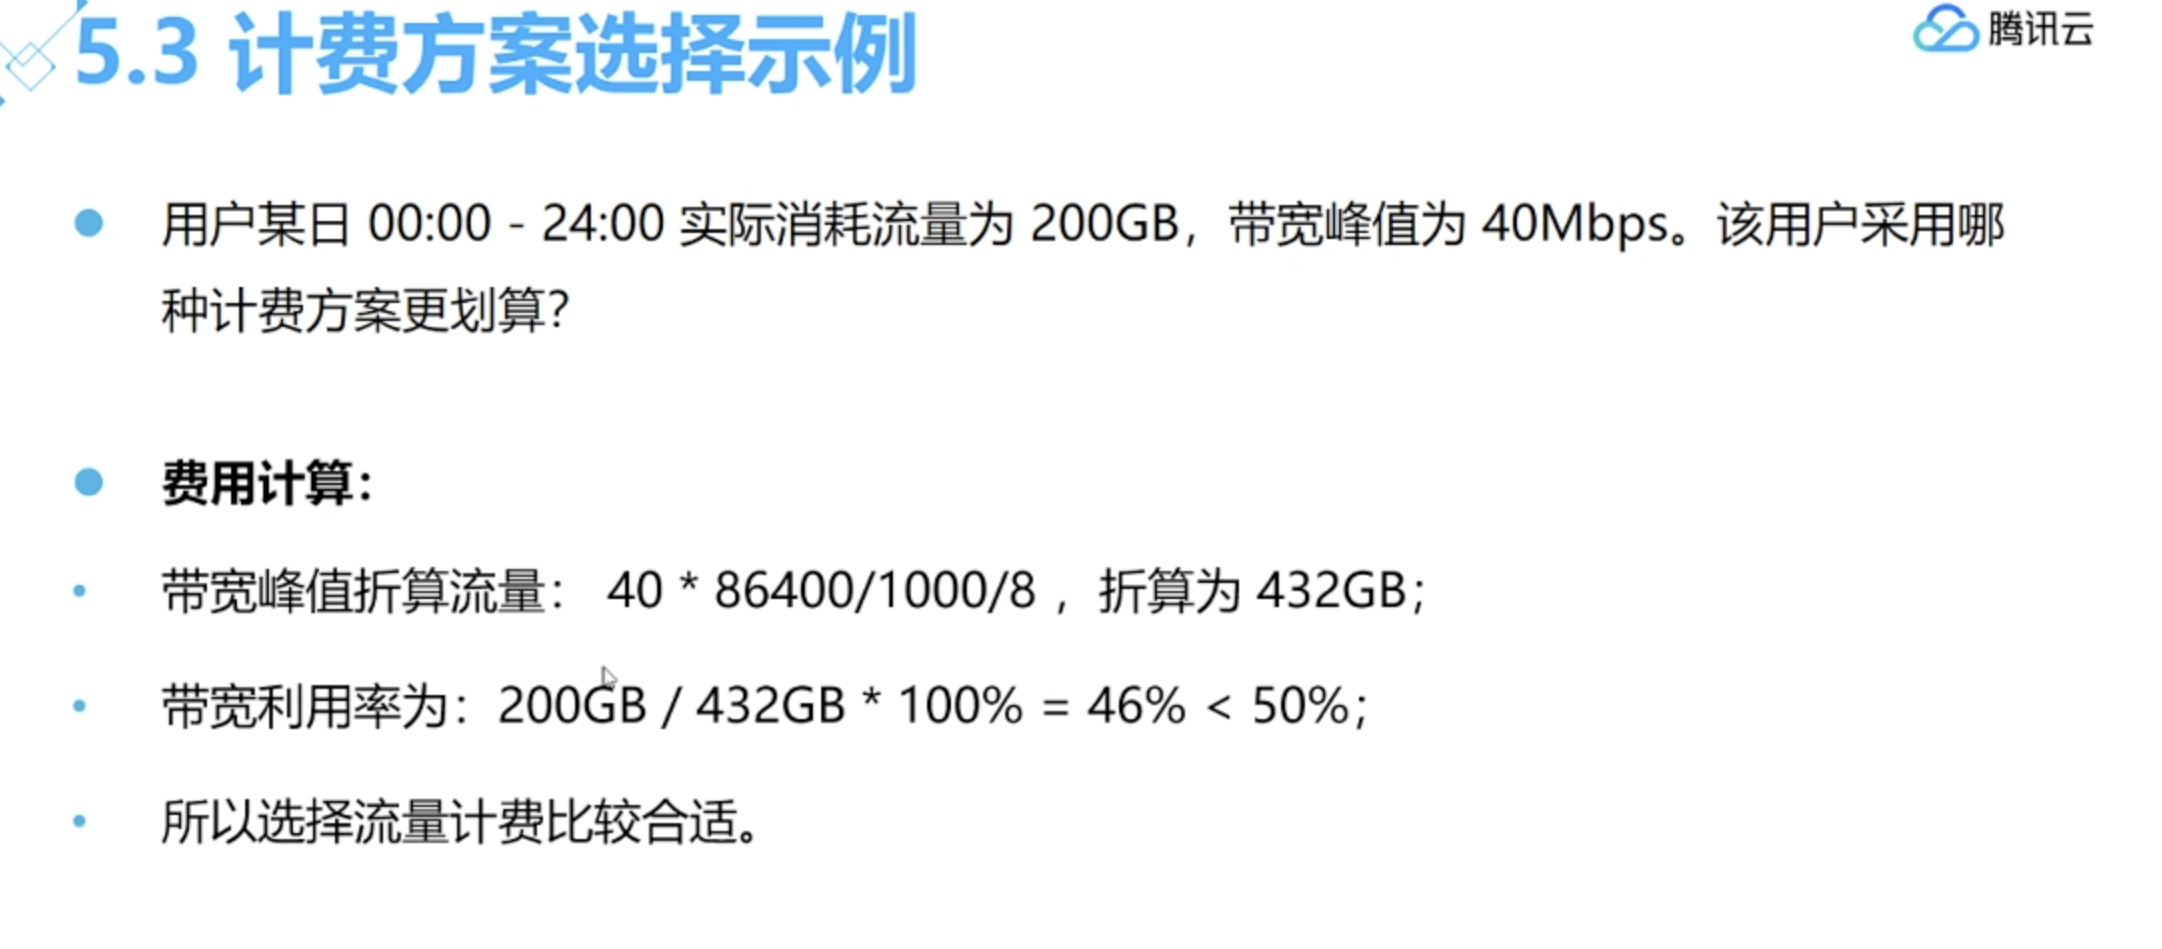 5.3 计费方案选择示例
腾讯云
用户某日 00:00 - 24:00 实际消耗流量为 200GB，带宽峰值为 40Mbps。该用户采用哪
种计费方案更划算?
费用计算：
带宽峰值折算流量： 40 * 86400/1000/8 ，折算为 432GB；
带宽利用率为：200GB / 432GB * 100% = 46% < 50%；
所以选择流量计费比较合适。